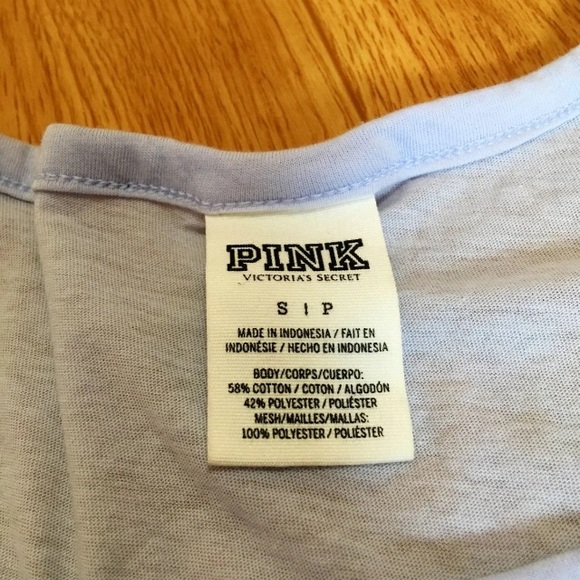 PINK
VICTORIA'S SECRET
S | P
MADE IN INDONESIA / FAIT EN
INDONÉSIE / HECHO EN INDONESIA
BODY/CORPS/CUERPO:
58% COTTON / COTON / ALGODÓN
42% POLYESTER / POLIÉSTER
MESH/MAILLES/MALLAS:
100% POLYESTER / POLIÉSTER